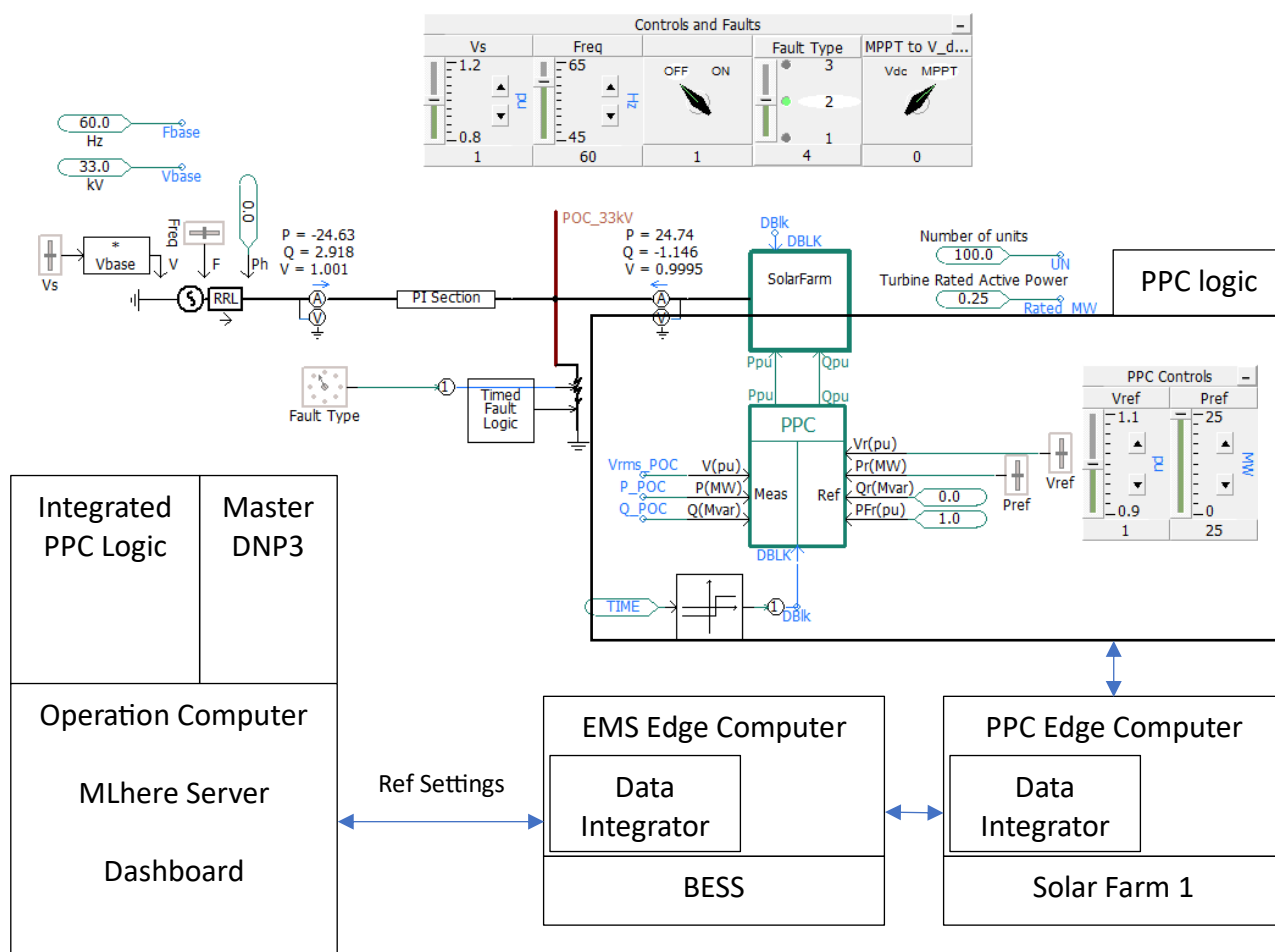 Controls and Faults
Vs
Freq
Fault Type
MPPT to V_d...
1.2
0.8
pu
1
65
45
Hz
60
OFF ON
1
3
2
1
4
Vdc MPPT
0
60.0
Hz
Fbase
33.0
kV
Vbase
Vs
*
Vbase
V
Freq
F
0.0
Ph
RRL
P = -24.63
Q = 2.918
V = 1.001
A
V
PI Section
POC_33kV
P = 24.74
Q = -1.146
V = 0.9995
A
V
DBlk
DBLK
SolarFarm
Number of units
100.0
UN
Turbine Rated Active Power
0.25
Rated_MW
PPC logic
Fault Type
1
Timed
Fault
Logic
Ppu
Qpu
Ppu
Qpu
PPC
Meas
Ref
DBLK
Vrms_POC
V(pu)
P_POC
P(MW)
Q_POC
Q(Mvar)
Vr(pu)
Pr(MW)
Qr(Mvar)
0.0
PFr(pu)
1.0
Pref
Vref
PPC Controls
Vref
Pref
1.1
0.9
pu
1
25
0
MW
25
TIME
1
DBlk
Integrated
PPC Logic
Master
DNP3
Operation Computer
MLhere Server
Dashboard
Ref Settings
EMS Edge Computer
Data
Integrator
BESS
PPC Edge Computer
Data
Integrator
Solar Farm 1